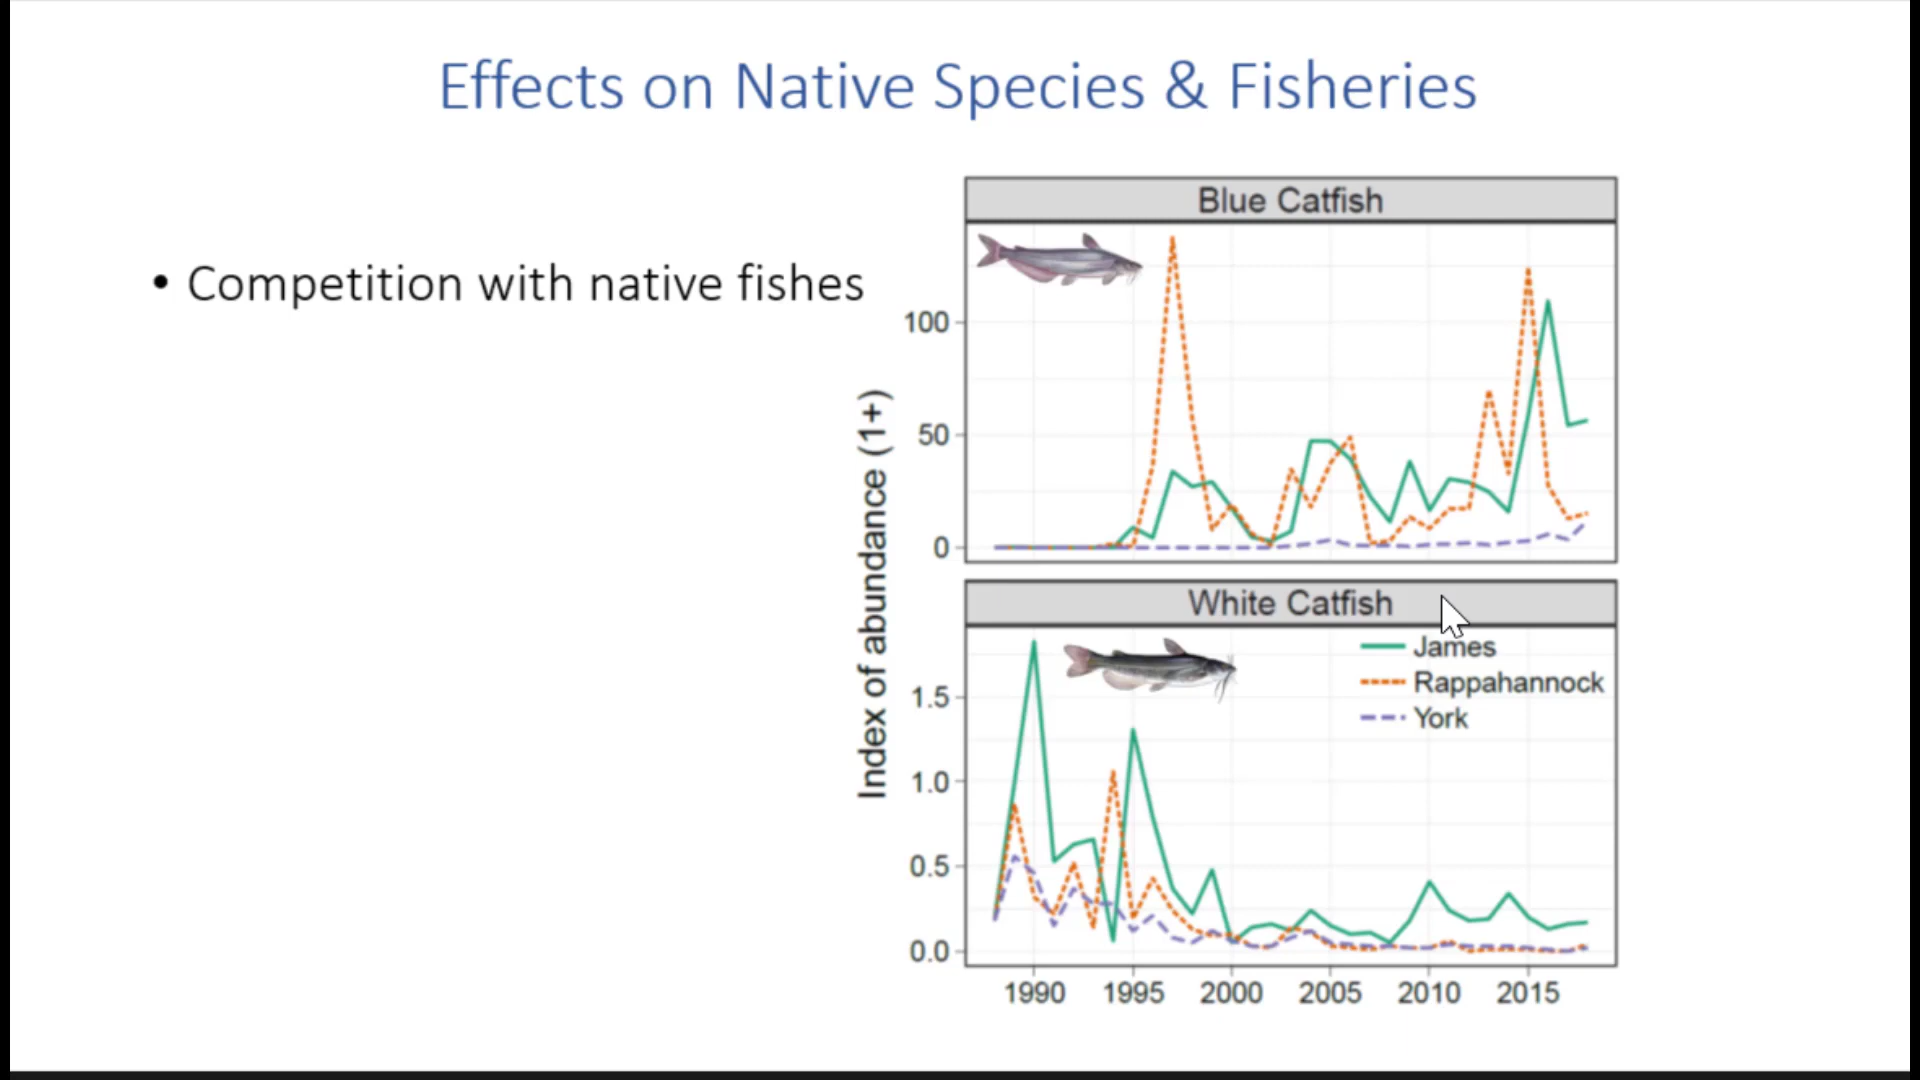 Effects on Native Species & Fisheries
• Competition with native fishes
Index of abundance (1+)
Blue Catfish
100
50
0
White Catfish
James
Rappahannock
York
1.5
1.0
0.5
0.0
1990 1995 2000 2005 2010 2015